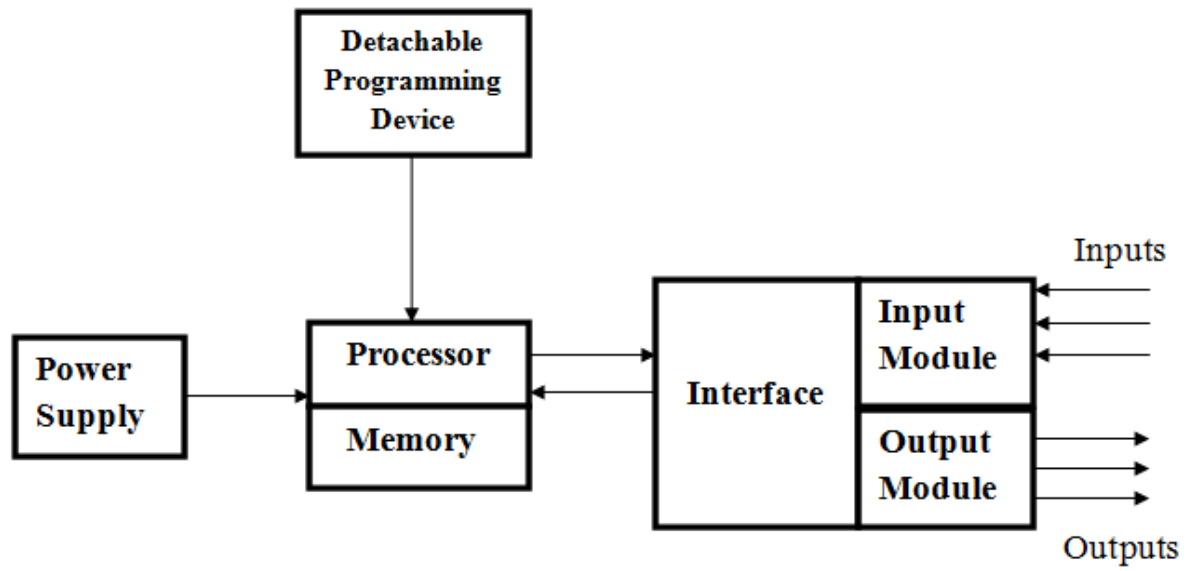 Detachable
Programming
Device
Inputs
Power
Supply
Processor
Memory
Interface
Input
Module
Output
Module
Outputs